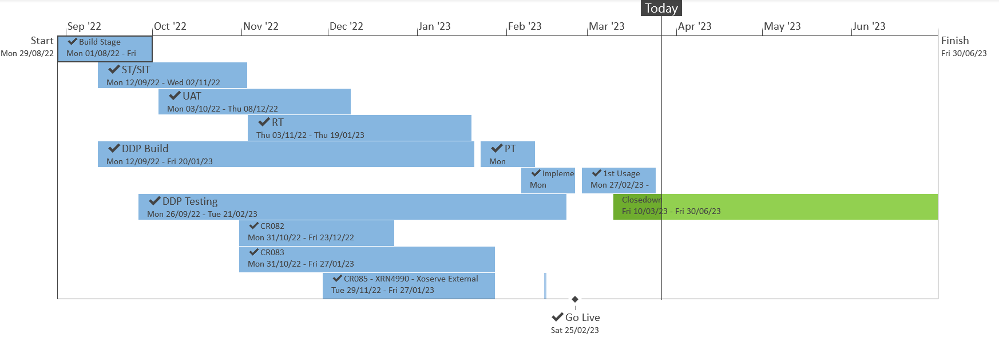 Today
Sep '22
Oct '22
Nov '22
Dec '22
Jan '23
Feb '23
Mar '23
Apr '23
May '23
Jun '23
Start
Mon 29/08/22
Finish
Fri 30/06/23
Build Stage
Mon 01/08/22 - Fri
ST/SIT
Mon 12/09/22 - Wed 02/11/22
UAT
Mon 03/10/22 - Thu 08/12/22
RT
Thu 03/11/22 - Thu 19/01/23
DDP Build
Mon 12/09/22 - Fri 20/01/23
PT
Mon
Impleme
Mon
1st Usage
Mon 27/02/23 -
DDP Testing
Mon 26/09/22 - Tue 21/02/23
Closedown
Fri 10/03/23 - Fri 30/06/23
CR082
Mon 31/10/22 - Fri 23/12/22
CR083
Mon 31/10/22 - Fri 27/01/23
CR085 - XRN4990 - Xoserve External
Tue 29/11/22 - Fri 27/01/23
Go Live
Sat 25/02/23